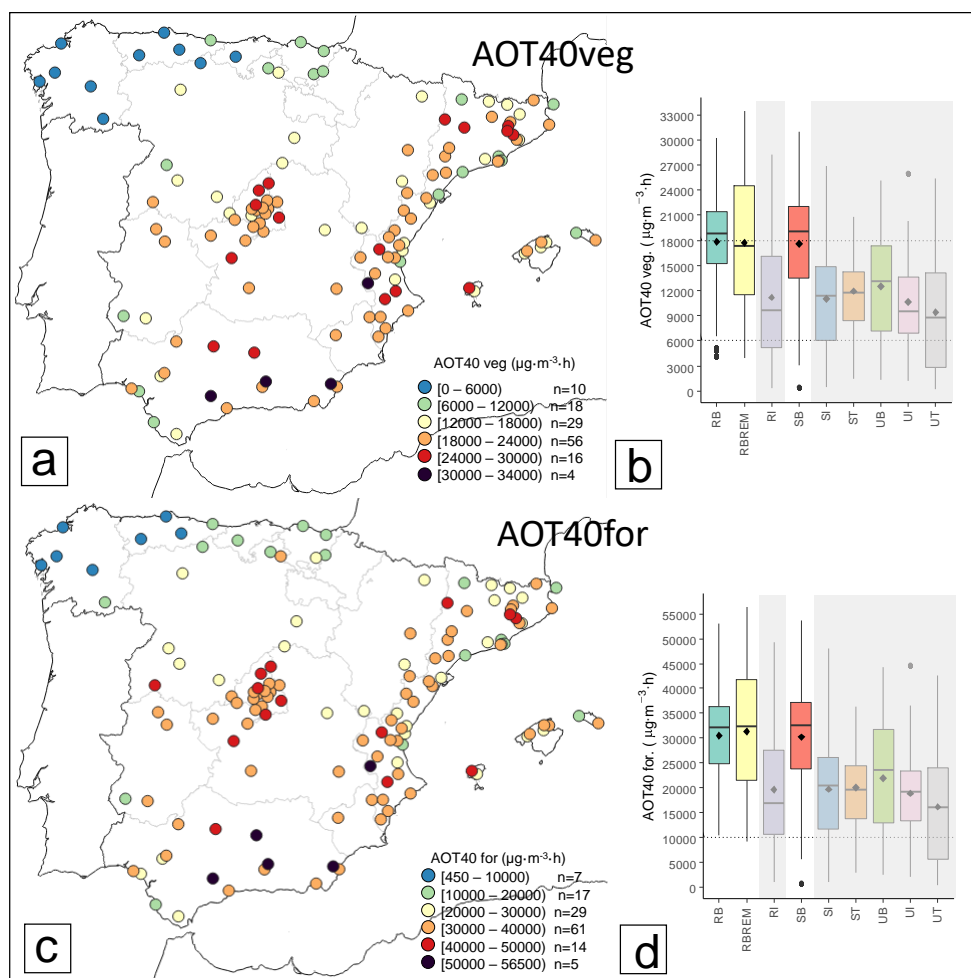 AOT40veg
AOT40 veg (µg·m⁻³·h)
[0 – 6000) n=10
[6000 – 12000) n=18
[12000 – 18000) n=29
[18000 – 24000) n=56
[24000 – 30000) n=16
[30000 – 34000) n=4
a
AOT40 veg. ( µg·m⁻³·h)
33000
30000
27000
24000
21000
18000
15000
12000
9000
6000
3000
0
RB
RBREM
RI
SB
SI
ST
UB
UI
UT
b
AOT40for
AOT40 for (µg·m⁻³·h)
[450 – 10000) n=7
[10000 – 20000) n=17
[20000 – 30000) n=29
[30000 – 40000) n=61
[40000 – 50000) n=14
[50000 – 56500) n=5
c
AOT40 for. ( µg·m⁻³·h)
55000
50000
45000
40000
35000
30000
25000
20000
15000
10000
5000
0
RB
RBREM
RI
SB
SI
ST
UB
UI
UT
d